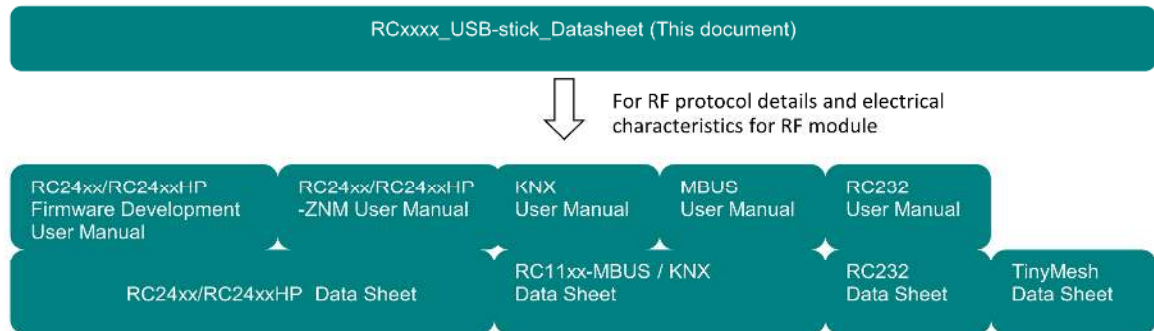 RCxxxx_USB-stick_Datasheet (This document)
For RF protocol details and electrical
characteristics for RF module
RC24xx/RC24xxHP
Firmware Development
User Manual
RC24xx/RC24xxHP
-ZNM User Manual
KNX
User Manual
MBUS
User Manual
RC232
User Manual
RC24xx/RC24xxHP Data Sheet
RC11xx-MBUS / KNX
Data Sheet
RC232
Data Sheet
TinyMesh
Data Sheet